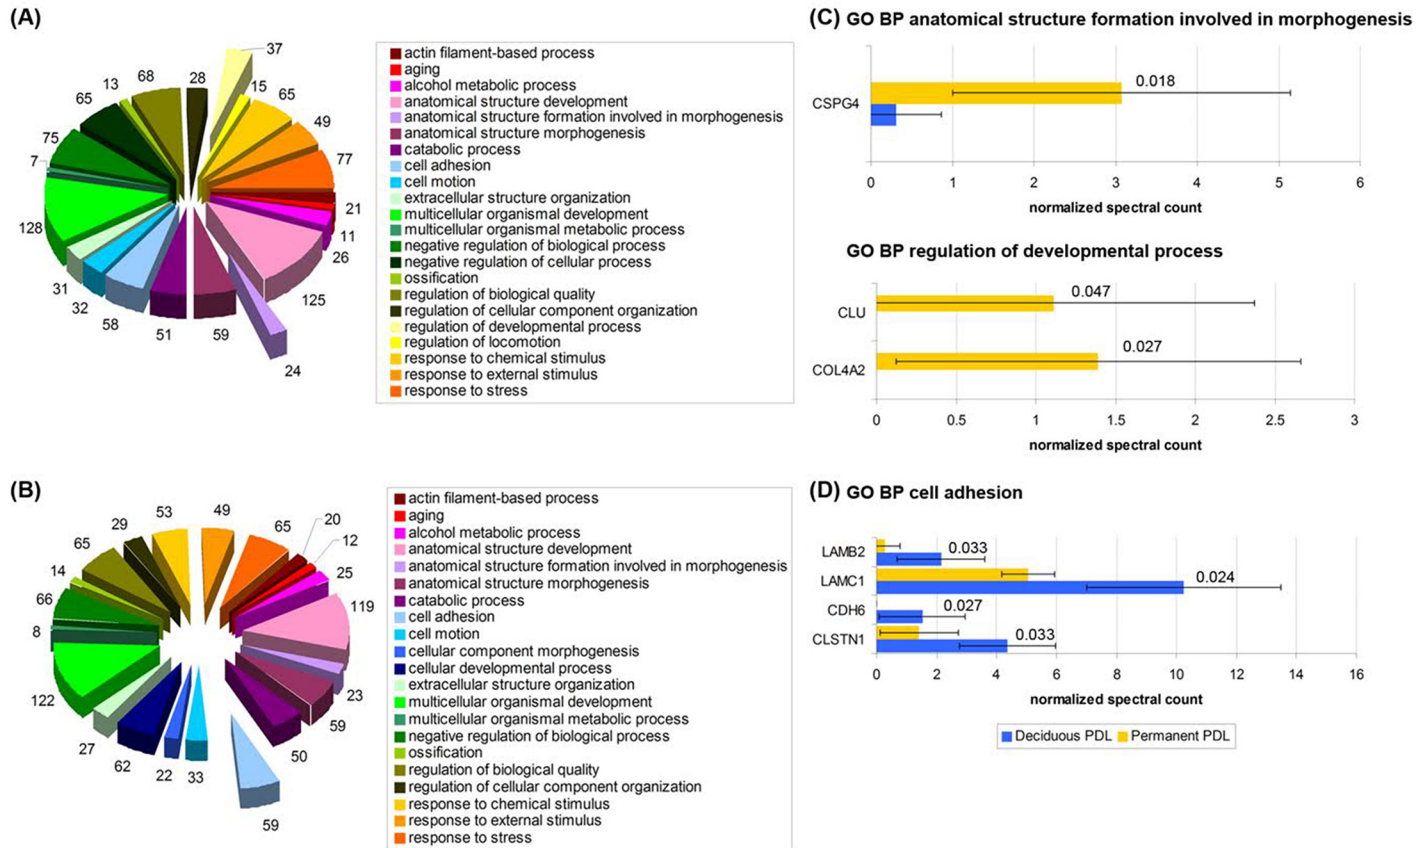 (A)
37
28
68
13
65
75
7
128
31
32
58
51
59
24
125
26
11
21
77
49
65
15
actin filament-based process
aging
alcohol metabolic process
anatomical structure development
anatomical structure formation involved in morphogenesis
anatomical structure morphogenesis
catabolic process
cell adhesion
cell motion
extracellular structure organization
multicellular organismal development
multicellular organismal metabolic process
negative regulation of biological process
negative regulation of cellular process
ossification
regulation of biological quality
regulation of cellular component organization
regulation of developmental process
regulation of locomotion
response to chemical stimulus
response to external stimulus
response to stress
(C) GO BP anatomical structure formation involved in morphogenesis
CSPG4
0.018
0 1 2 3 4 5 6
normalized spectral count
GO BP regulation of developmental process
CLU
0.047
COL4A2
0.027
0 0.5 1 1.5 2 2.5 3
normalized spectral count
(B)
49
53
29
65
14
66
8
122
27
62
22
33
59
50
59
23
119
25
12
20
65
actin filament-based process
aging
alcohol metabolic process
anatomical structure development
anatomical structure formation involved in morphogenesis
anatomical structure morphogenesis
catabolic process
cell adhesion
cell motion
cellular component morphogenesis
cellular developmental process
extracellular structure organization
multicellular organismal development
multicellular organismal metabolic process
negative regulation of biological process
ossification
regulation of biological quality
regulation of cellular component organization
response to chemical stimulus
response to external stimulus
response to stress
(D) GO BP cell adhesion
LAMB2
0.033
LAMC1
0.024
CDH6
0.027
CLSTN1
0.033
0 2 4 6 8 10 12 14 16
normalized spectral count
Deciduous PDL Permanent PDL